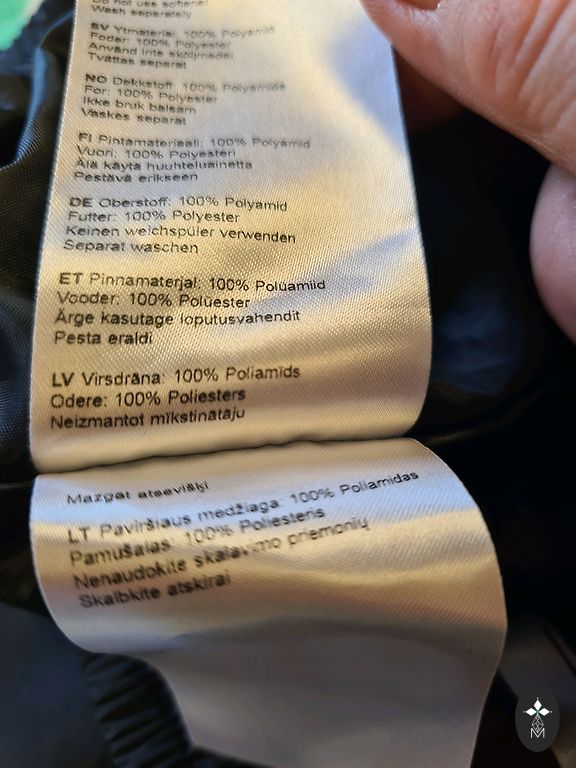 Do not use softener
Wash separately
SV Ytmaterial: 100% Polyamid
Foder: 100% Polyester
Använd inte sköljmedel
Tvättas separat
NO Dekkstoff: 100% Polyamide
For: 100% Polyester
Ikke bruk balsam
Vaskes separat
FI Pintamateriaali: 100% Polyamid
Vuori: 100% Polyesteri
Älä käytä huuhteluainetta
Pestävä erikseen
DE Oberstoff: 100% Polyamid
Futter: 100% Polyester
Keinen weichspüler verwenden
Separat waschen
ET Pinnamaterjal: 100% Polüamiid
Vooder: 100% Polüester
Ärge kasutage loputusvahendit
Pesta eraldi
LV Virsdrāna: 100% Poliamīds
Odere: 100% Poliesters
Neizmantot mīkstinātāju
Mazgāt atsevišķi
LT Paviršiaus medžiaga: 100% Poliamidas
Pamušalas: 100% Poliesteris
Nenaudokite skalavimo priemonių
Skalbkite atskirai
M